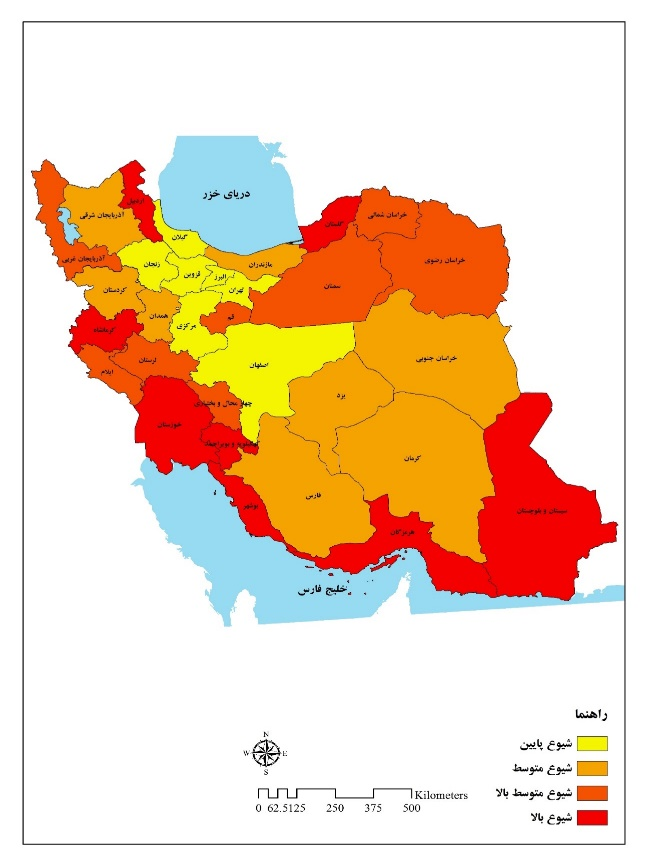 دریای خزر
اردبیل
آذربایجان شرقی
گیلان
گلستان
خراسان شمالی
آذربایجان غربی
زنجان
قزوین
البرز
مازندران
خراسان رضوی
کردستان
تهران
سمنان
همدان
مرکزی
قم
کرمانشاه
لرستان
ایلام
اصفهان
خراسان جنوبی
چهار محال و بختیاری
یزد
خوزستان
کهگیلویه و بویراحمد
کرمان
فارس
بوشهر
سیستان و بلوچستان
هرمزگان
خلیج فارس
راهنما
شیوع پایین
شیوع متوسط
شیوع متوسط بالا
شیوع بالا
N
W E
S
Kilometers
0 62.5125 250 375 500